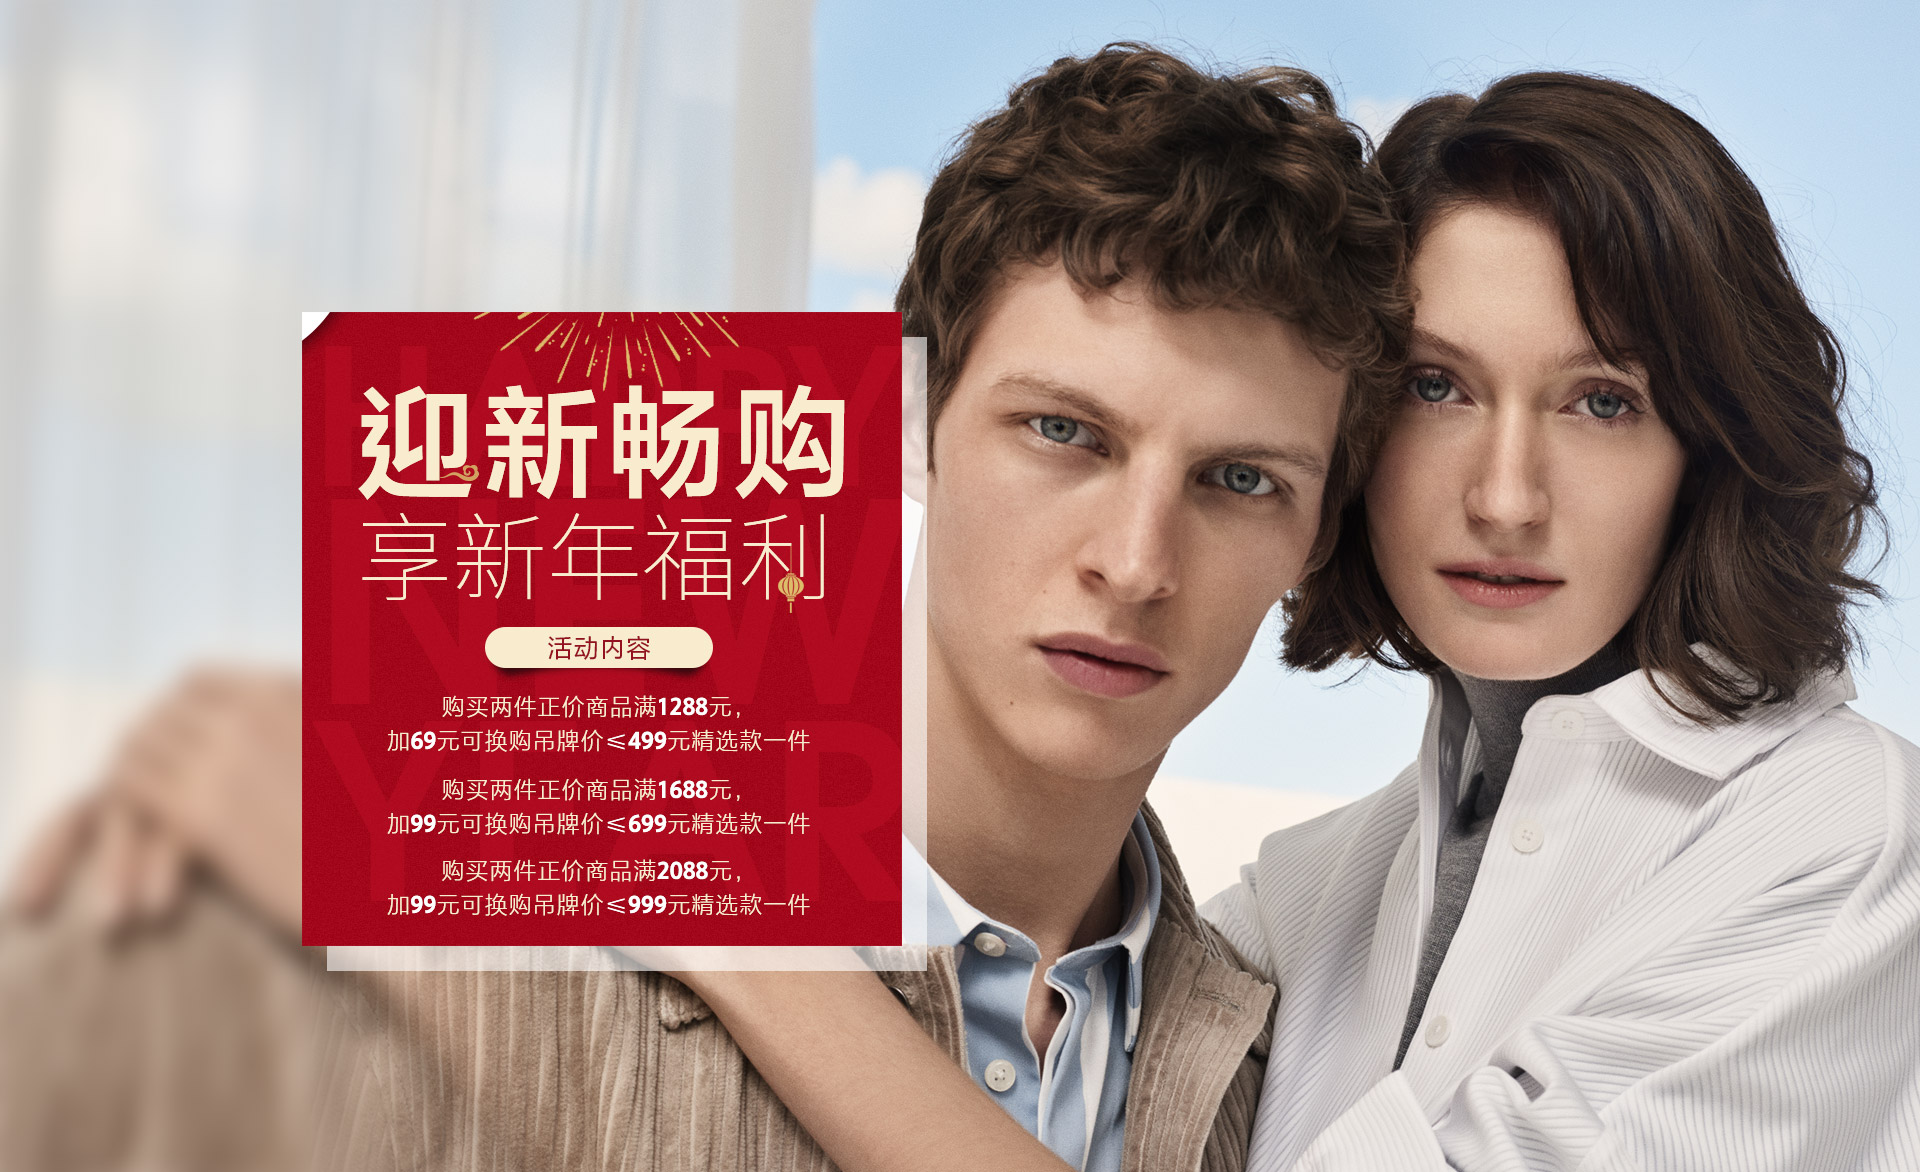 HAPPY
NEW
YEAR
迎新畅购
享新年福利
活动内容
购买两件正价商品满1288元，
加69元可换购吊牌价≤499元精选款一件
购买两件正价商品满1688元，
加99元可换购吊牌价≤699元精选款一件
购买两件正价商品满2088元，
加99元可换购吊牌价≤999元精选款一件